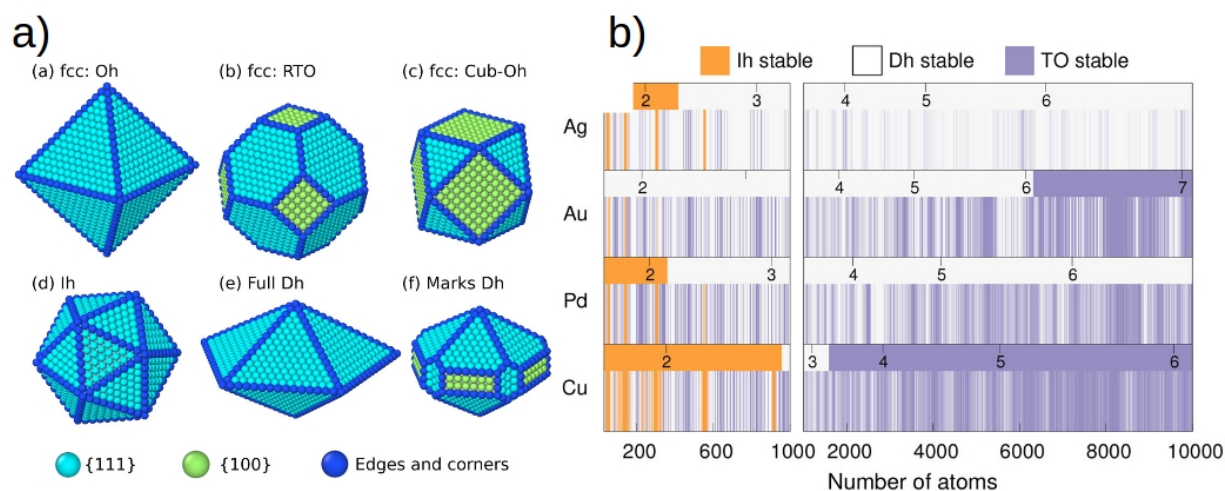 a)
(a) fcc: Oh
(b) fcc: RTO
(c) fcc: Cub-Oh
(d) Ih
(e) Full Dh
(f) Marks Dh
{111}
{100}
Edges and corners
b)
Ih stable
Dh stable
TO stable
Ag
2
3
4
5
6
Au
2
4
5
6
7
Pd
2
3
4
5
6
Cu
2
3
4
5
6
200
600
1000
2000
4000
6000
8000
10000
Number of atoms